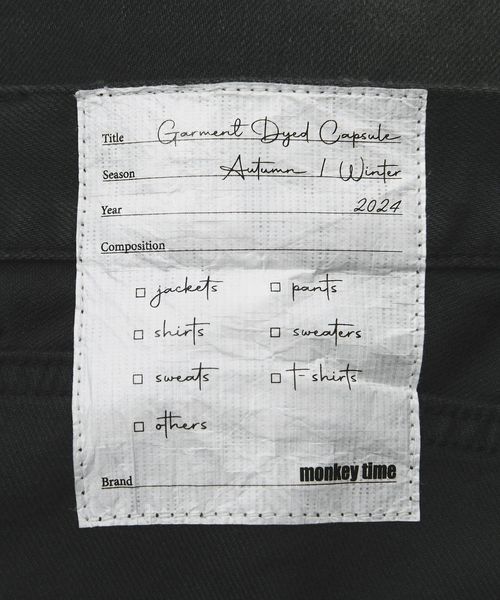 Title Garment Dyed Capsule
Season Autumn / Winter
Year 2024
Composition
□ jackets □ pants
□ shirts □ sweaters
□ sweats □ t-shirts
□ others
Brand monkey time